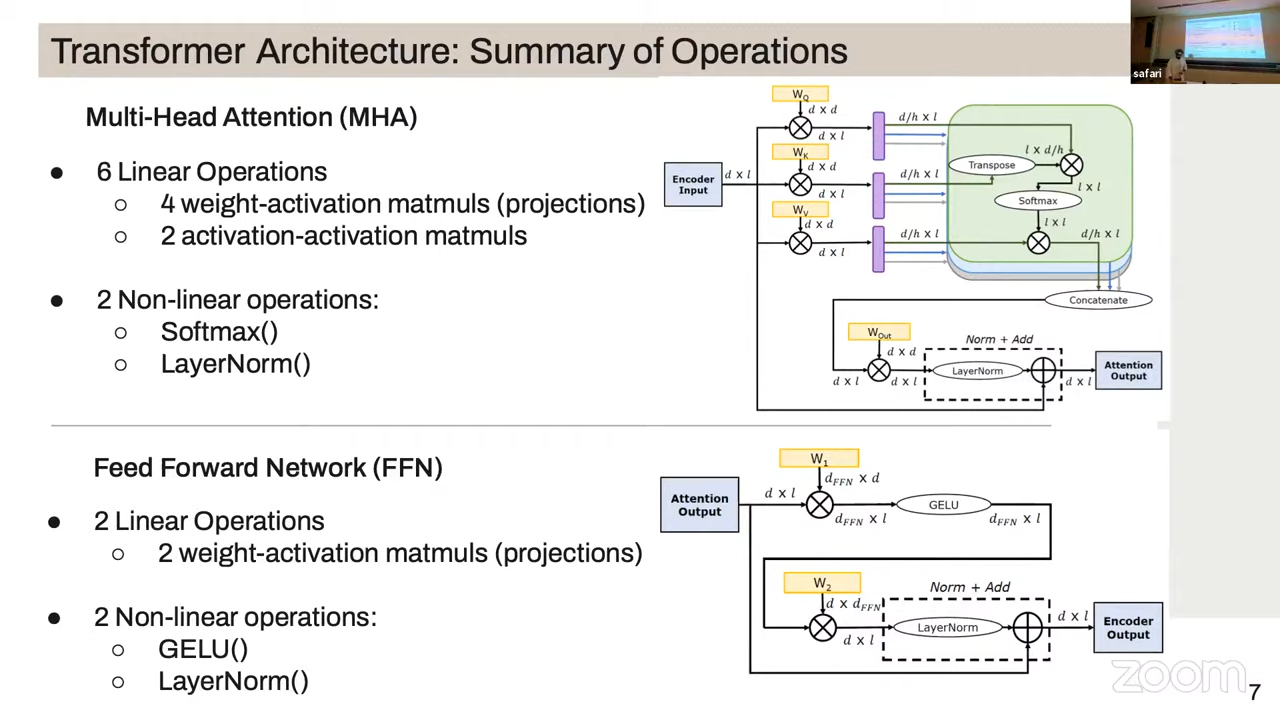 Transformer Architecture: Summary of Operations
safari
Multi-Head Attention (MHA)
● 6 Linear Operations
○ 4 weight-activation matmuls (projections)
○ 2 activation-activation matmuls
● 2 Non-linear operations:
○ Softmax()
○ LayerNorm()
W_Q
d x d
d x l
d/h x l
W_K
d x d
d x l
d/h x l
W_V
d x d
d x l
d/h x l
Encoder
Input
d x l
Transpose
l x d/h
l x l
Softmax
l x l
d/h x l
Concatenate
W_Out
d x d
d x l
d x l
Norm + Add
LayerNorm
d x l
Attention
Output
Feed Forward Network (FFN)
● 2 Linear Operations
○ 2 weight-activation matmuls (projections)
● 2 Non-linear operations:
○ GELU()
○ LayerNorm()
Attention
Output
d x l
W_1
d_FFN x d
d_FFN x l
GELU
d_FFN x l
W_2
d x d_FFN
d x l
Norm + Add
LayerNorm
d x l
Encoder
Output
zoom
7